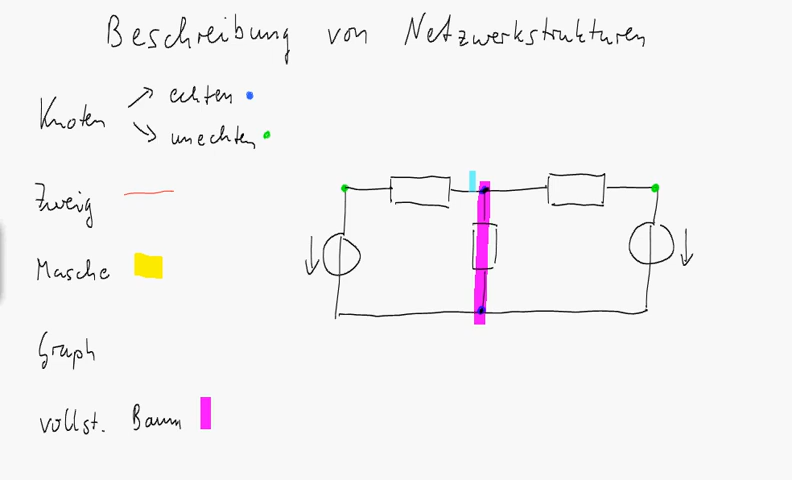 Beschreibung von Netzwerkstrukturen
Knoten
echten
unechten
Zweig
Masche
Graph
vollst. Baum